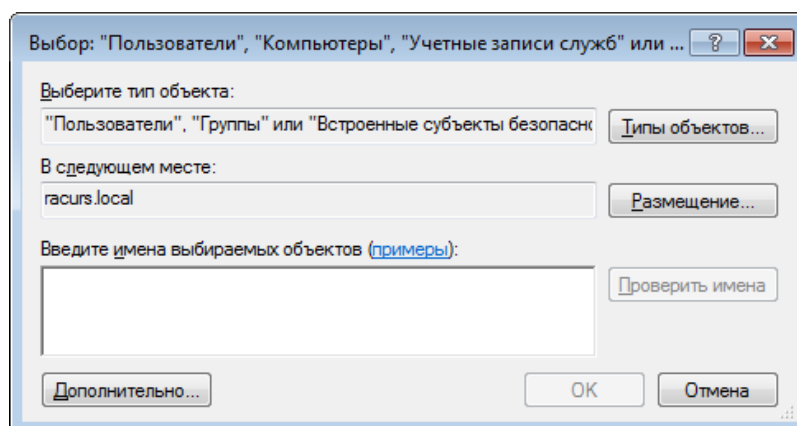 Выбор: "Пользователи", "Компьютеры", "Учетные записи служб" или ...
Выберите тип объекта:
"Пользователи", "Группы" или "Встроенные субъекты безопасно
Типы объектов...
В следующем месте:
racurs.local
Размещение...
Введите имена выбираемых объектов (примеры):
Проверить имена
Дополнительно...
ОК
Отмена